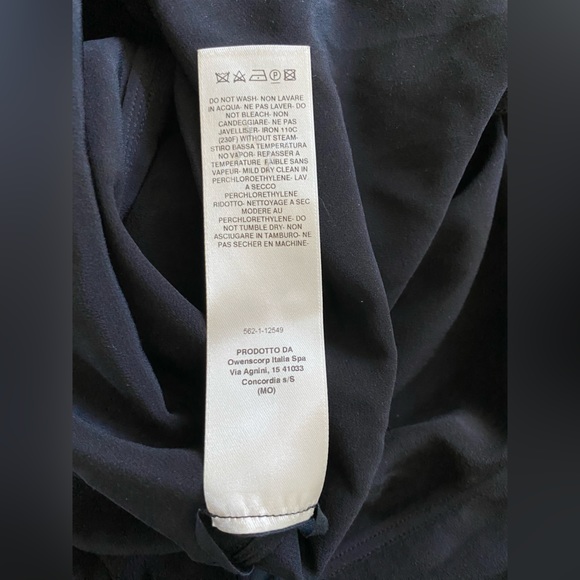 DO NOT WASH- NON LAVARE
IN ACQUA- NE PAS LAVER- DO
NOT BLEACH- NON
CANDEGGIARE- NE PAS
JAVELLISER- IRON 110C
(230F) WITHOUT STEAM-
STIRO BASSA TEMPERATURA
NO VAPOR- REPASSER A
TEMPERATURE FAIBLE SANS
VAPEUR- MILD DRY CLEAN IN
PERCHLOROETHYLENE- LAV
A SECCO
PERCHLORETHYLENE
RIDOTTO- NETTOYAGE A SEC
MODERE AU
PERCHLORETHYLENE- DO
NOT TUMBLE DRY- NON
ASCIUGARE IN TAMBURO- NE
PAS SECHER EN MACHINE-
562-1-12549
PRODOTTO DA
Owenscorp Italia Spa
Via Agnini, 15 41033
Concordia s/S
(MO)